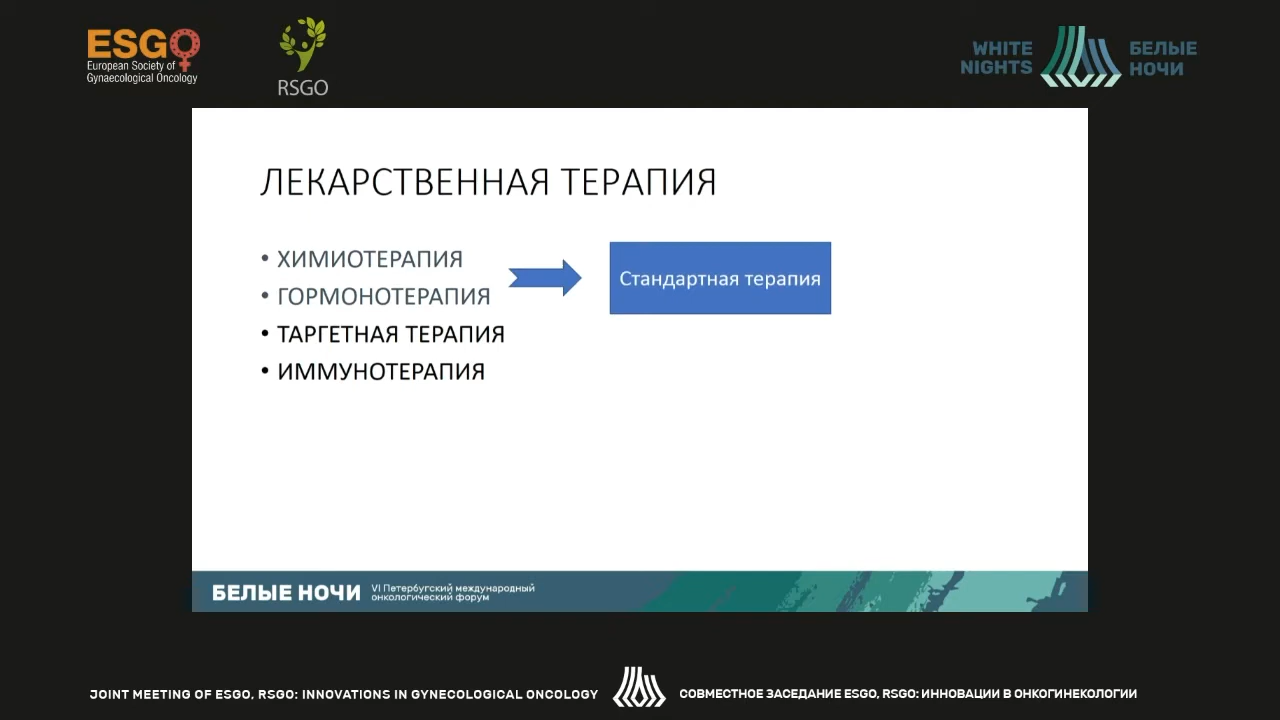 ESGO
European Society of
Gynaecological Oncology
RSGO
WHITE
NIGHTS
БЕЛЫЕ
НОЧИ
ЛЕКАРСТВЕННАЯ ТЕРАПИЯ
• ХИМИОТЕРАПИЯ
• ГОРМОНОТЕРАПИЯ
• ТАРГЕТНАЯ ТЕРАПИЯ
• ИММУНОТЕРАПИЯ
Стандартная терапия
БЕЛЫЕ НОЧИ
VI Петербургский международный
онкологический форум
JOINT MEETING OF ESGO, RSGO: INNOVATIONS IN GYNECOLOGICAL ONCOLOGY
СОВМЕСТНОЕ ЗАСЕДАНИЕ ESGO, RSGO: ИННОВАЦИИ В ОНКОГИНЕКОЛОГИИ